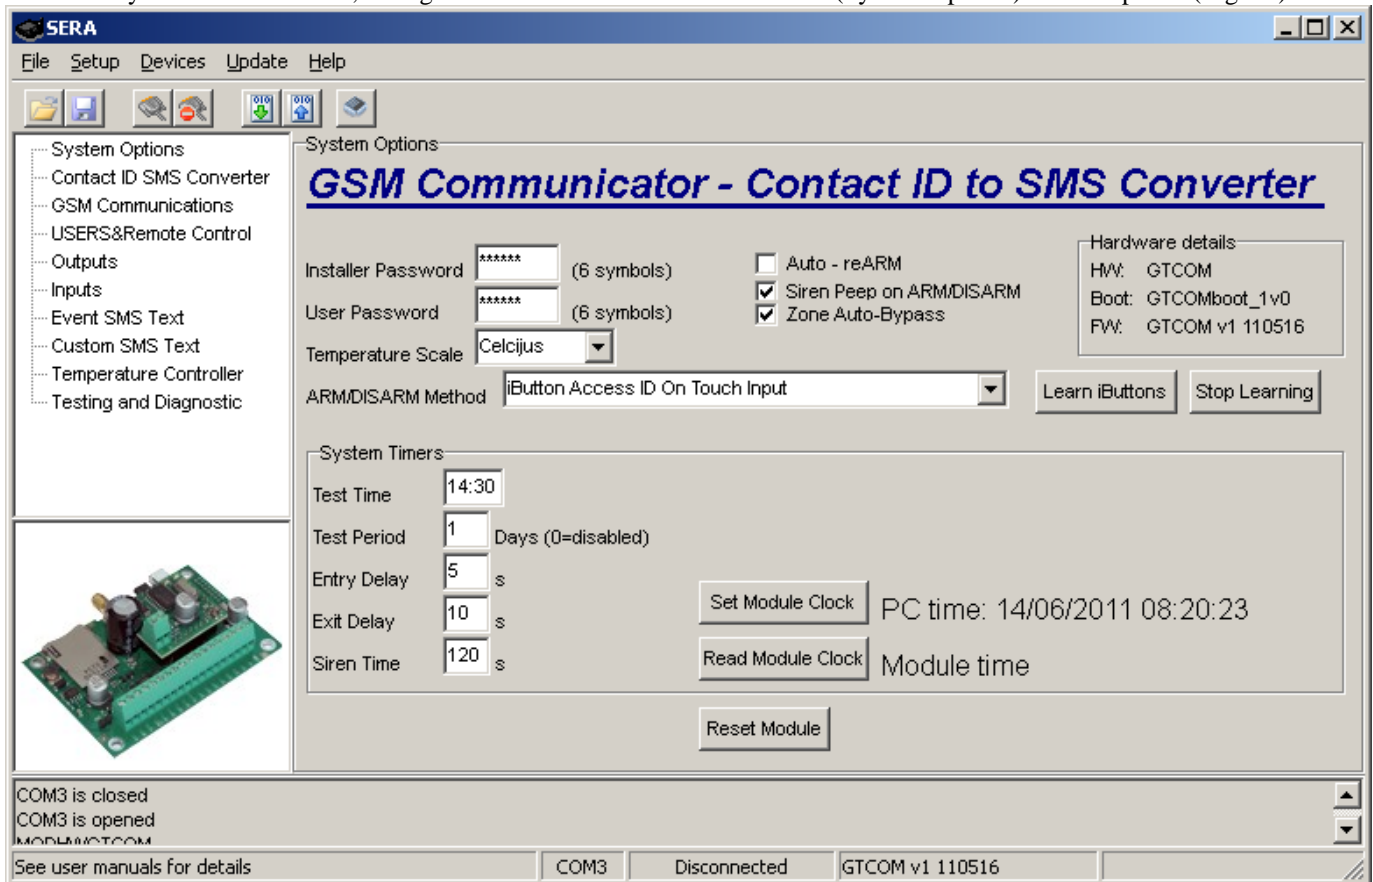 SERA
File Setup Devices Update Help
System Options
Contact ID SMS Converter
GSM Communications
USERS&Remote Control
Outputs
Inputs
Event SMS Text
Custom SMS Text
Temperature Controller
Testing and Diagnostic
System Options
GSM Communicator - Contact ID to SMS Converter
Installer Password ****** (6 symbols)
User Password ****** (6 symbols)
Temperature Scale Celcijus
ARM/DISARM Method iButton Access ID On Touch Input
Auto - reARM
Siren Peep on ARM/DISARM
Zone Auto-Bypass
Hardware details
HW: GTCOM
Boot: GTCOMboot_1v0
FW: GTCOM v1 110516
Learn iButtons Stop Learning
System Timers
Test Time 14:30
Test Period 1 Days (0=disabled)
Entry Delay 5 s
Exit Delay 10 s
Siren Time 120 s
Set Module Clock PC time: 14/06/2011 08:20:23
Read Module Clock Module time
Reset Module
COM3 is closed
COM3 is opened
See user manuals for details COM3 Disconnected GTCOM v1 110516